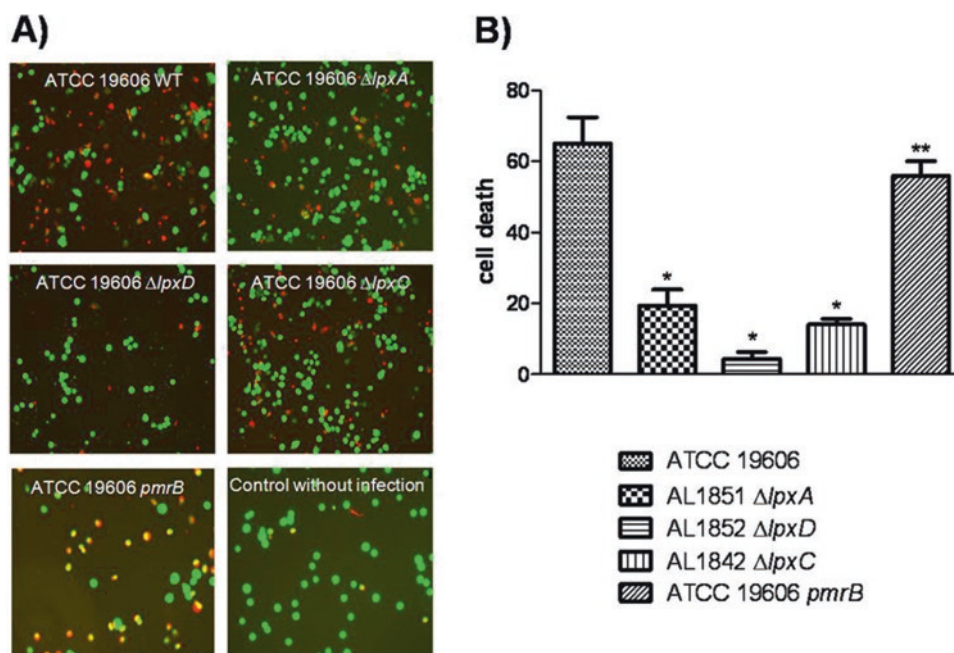 A)
ATCC 19606 WT
ATCC 19606 ΔlpxA
ATCC 19606 ΔlpxD
ATCC 19606 ΔlpxC
ATCC 19606 pmrB
Control without infection
B)
cell death
80
60
40
20
0
*
*
*
**
ATCC 19606
AL1851 ΔlpxA
AL1852 ΔlpxD
AL1842 ΔlpxC
ATCC 19606 pmrB